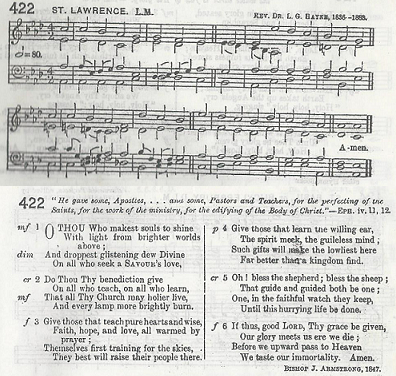 422 ST. LAWRENCE. L.M. REV. DR. L. G. HAYNE, 1836-1883.
=80.
A-men.
422 "He gave some, Apostles, . . . and some, Pastors and Teachers, for the perfecting of the
Saints, for the work of the ministry, for the edifying of the Body of Christ."—EPH. iv. 11, 12.
mf 1 O THOU Who makest souls to shine
With light from brighter worlds
above;
dim And droppest glistening dew Divine
On all who seek a SAVIOUR'S love,
cr 2 Do Thou Thy benediction give
On all who teach, on all who learn,
mf That all Thy Church may holier live,
And every lamp more brightly burn.
f 3 Give those that teach pure hearts and wise,
Faith, hope, and love, all warmed by
prayer;
Themselves first training for the skies,
They best will raise their people there.
p 4 Give those that learn the willing ear,
The spirit meek, the guileless mind;
Such gifts will make the lowliest here
Far better than a kingdom find.
cr 5 Oh! bless the shepherd; bless the sheep;
That guide and guided both be one;
One, in the faithful watch they keep,
Until this hurrying life be done.
f 6 If thus, good LORD, Thy grace be given,
Our glory meets us ere we die;
Before we upward pass to Heaven
We taste our immortality. Amen.
BISHOP J. ARMSTRONG, 1847.